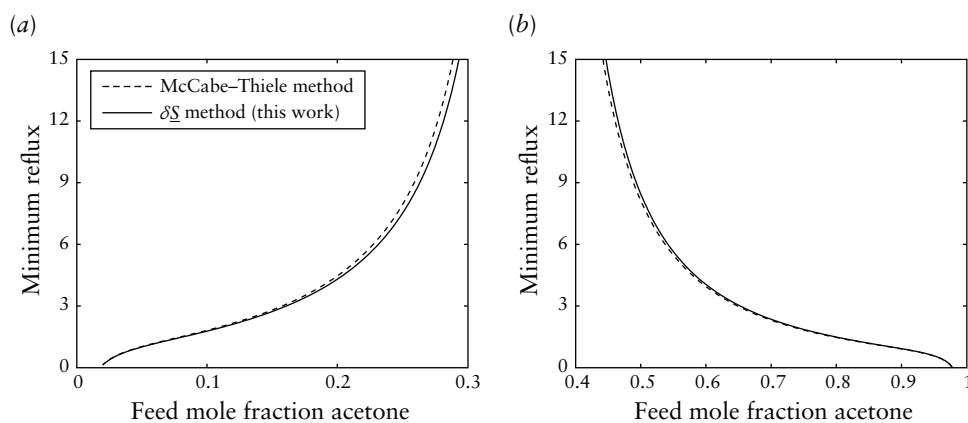 (a)
15
12
9
6
3
0
Minimum reflux
McCabe–Thiele method
δS method (this work)
0 0.1 0.2 0.3
Feed mole fraction acetone
(b)
15
12
9
6
3
0
Minimum reflux
0.4 0.5 0.6 0.7 0.8 0.9 1
Feed mole fraction acetone